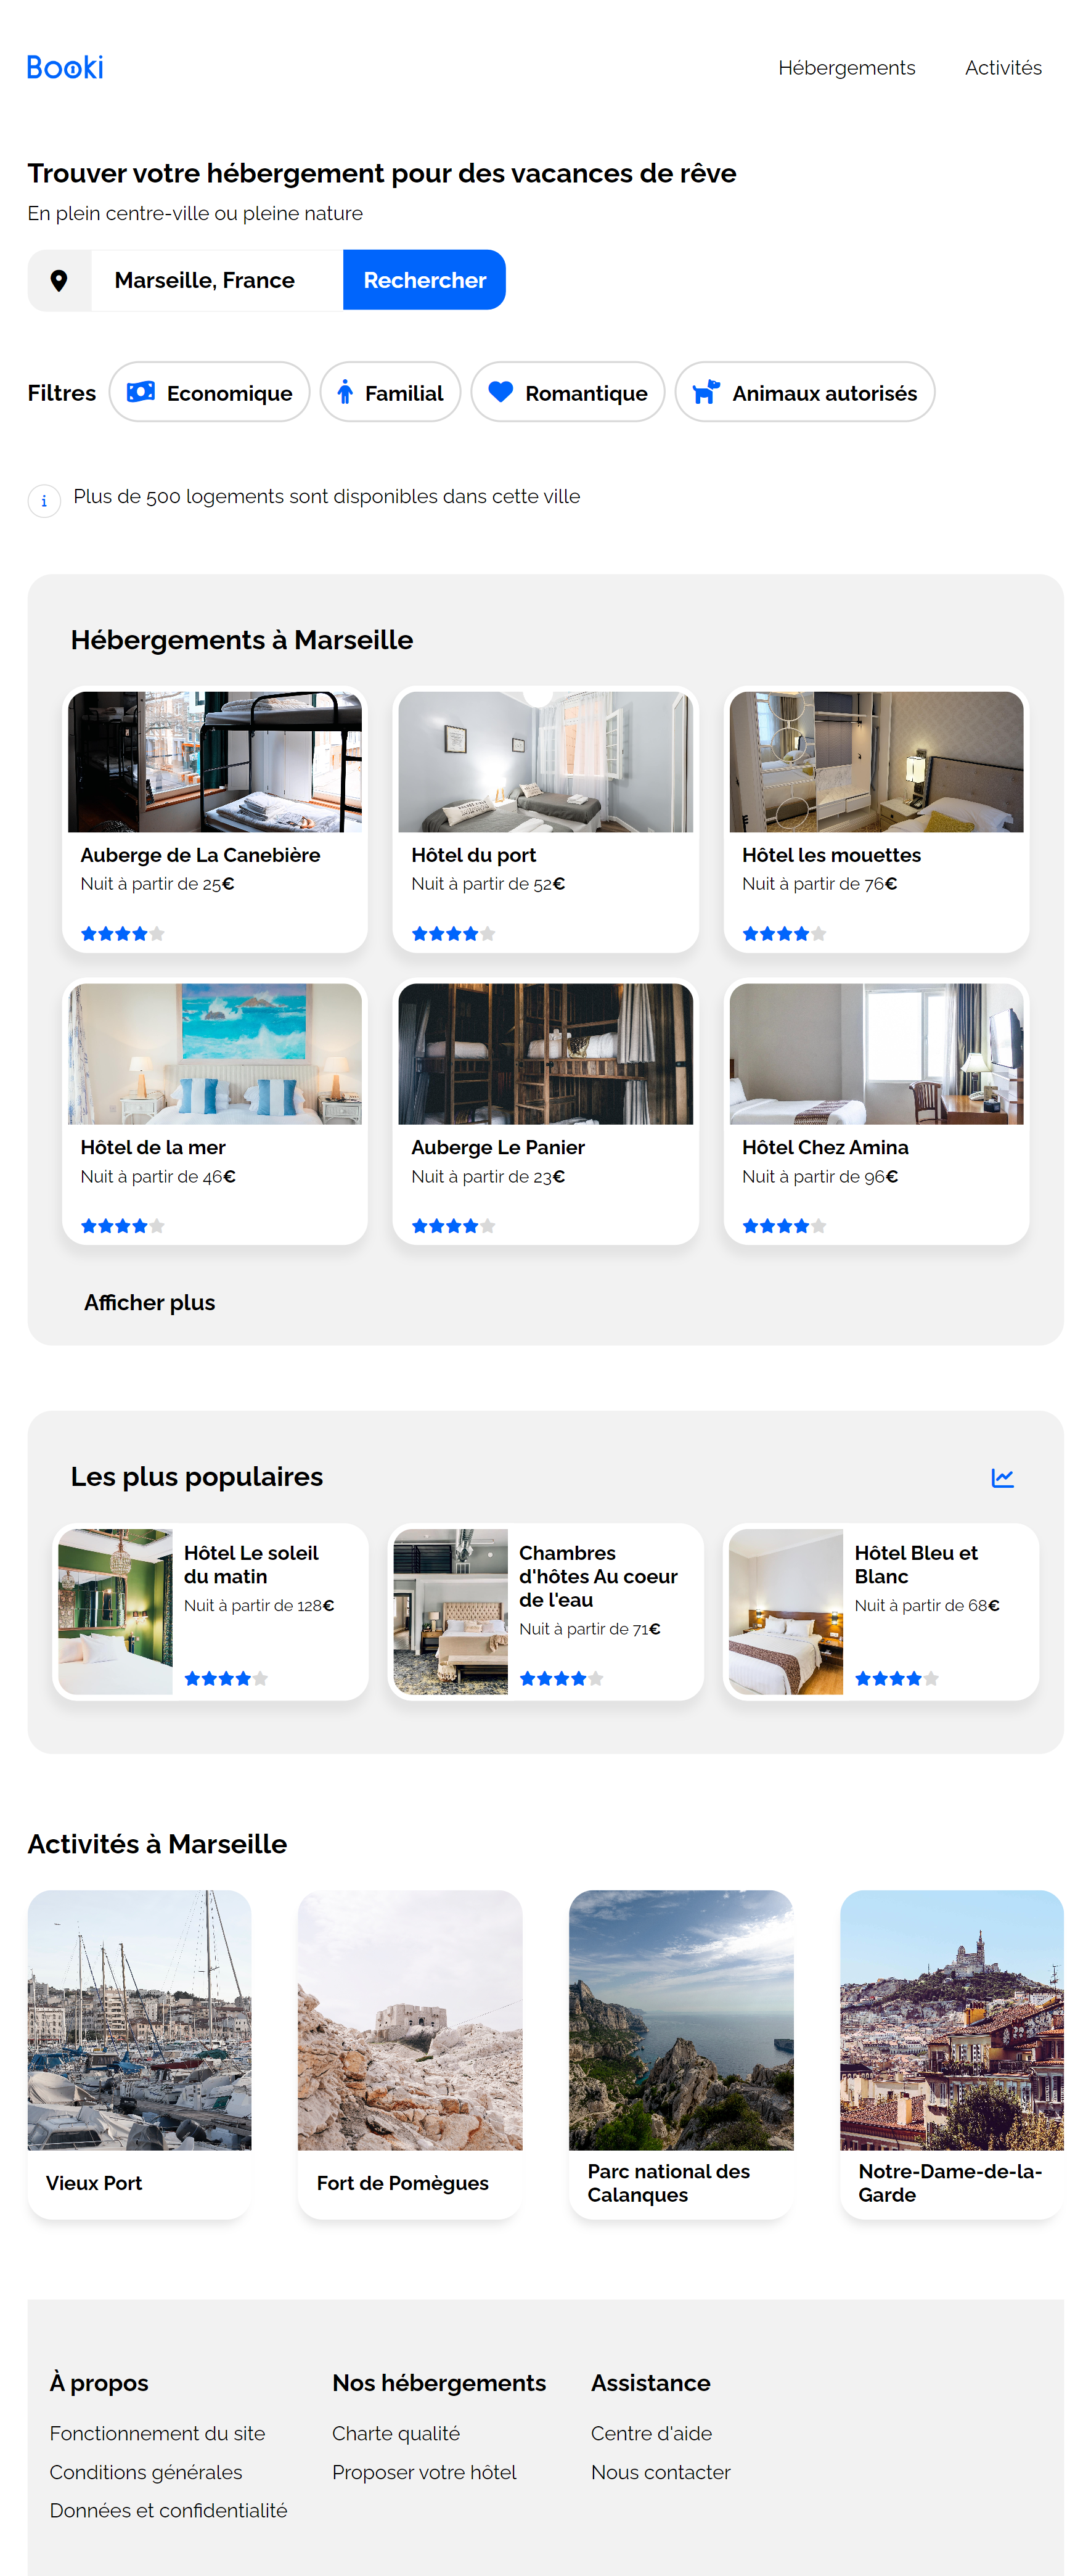 Booki
Hébergements
Activités
Trouver votre hébergement pour des vacances de rêve
En plein centre-ville ou pleine nature
Marseille, France
Rechercher
Filtres
Economique
Familial
Romantique
Animaux autorisés
Plus de 500 logements sont disponibles dans cette ville
Hébergements à Marseille
Auberge de La Canebière
Nuit à partir de 25€
Hôtel du port
Nuit à partir de 52€
Hôtel les mouettes
Nuit à partir de 76€
Hôtel de la mer
Nuit à partir de 46€
Auberge Le Panier
Nuit à partir de 23€
Hôtel Chez Amina
Nuit à partir de 96€
Afficher plus
Les plus populaires
Hôtel Le soleil
du matin
Nuit à partir de 128€
Chambres
d'hôtes Au coeur
de l'eau
Nuit à partir de 71€
Hôtel Bleu et
Blanc
Nuit à partir de 68€
Activités à Marseille
Vieux Port
Fort de Pomègues
Parc national des
Calanques
Notre-Dame-de-la-
Garde
À propos
Fonctionnement du site
Conditions générales
Données et confidentialité
Nos hébergements
Charte qualité
Proposer votre hôtel
Assistance
Centre d'aide
Nous contacter